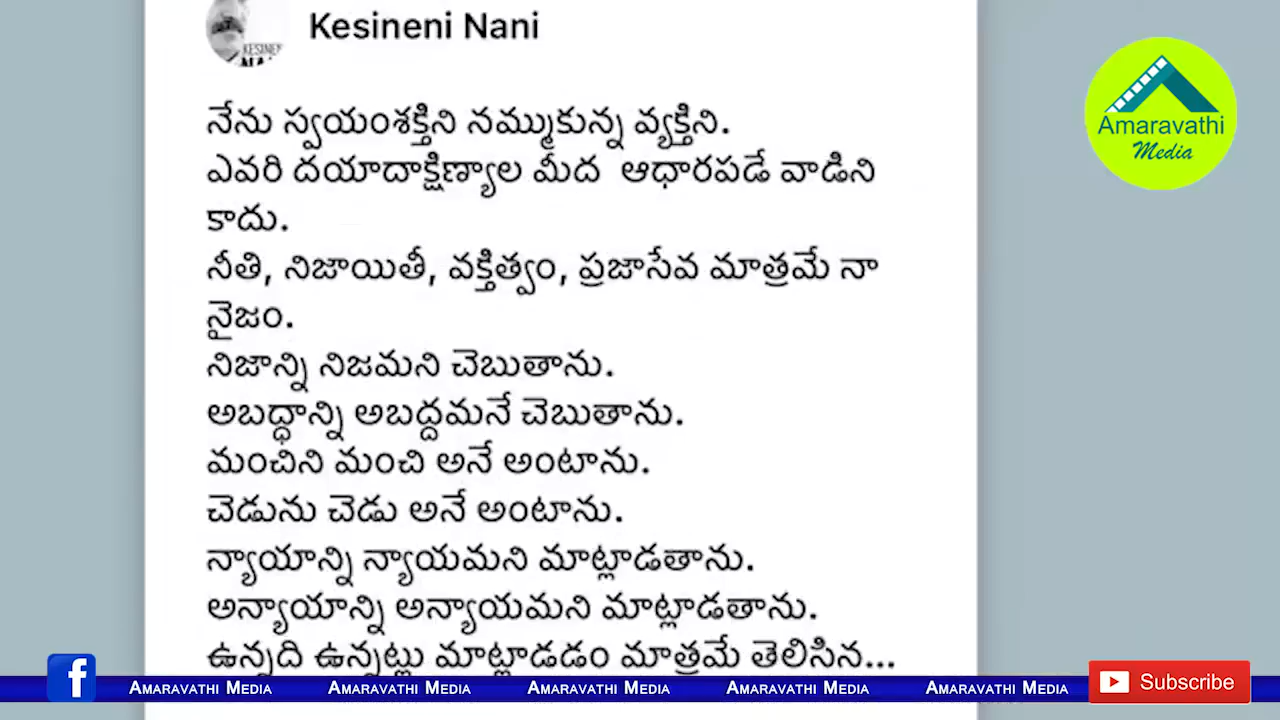 Kesineni Nani
నేను స్వయంశక్తిని నమ్ముకున్న వ్యక్తిని.
ఎవరి దయాదాక్షిణ్యాల మీద ఆధారపడే వాడిని
కాదు.
నీతి, నిజాయితీ, వక్తిత్వం, ప్రజాసేవ మాత్రమే నా
నైజం.
నిజాన్ని నిజమని చెబుతాను.
అబద్ధాన్ని అబద్దమనే చెబుతాను.
మంచిని మంచి అనే అంటాను.
చెడును చెడు అనే అంటాను.
న్యాయాన్ని న్యాయమని మాట్లాడతాను.
అన్యాయాన్ని అన్యాయమని మాట్లాడతాను.
ఉన్నది ఉన్నట్లు మాట్లాడడం మాత్రమే తెలిసిన...
Amaravathi
Media
f AMARAVATHI MEDIA AMARAVATHI MEDIA AMARAVATHI MEDIA AMARAVATHI MEDIA AMARAVATHI MEDIA Subscribe